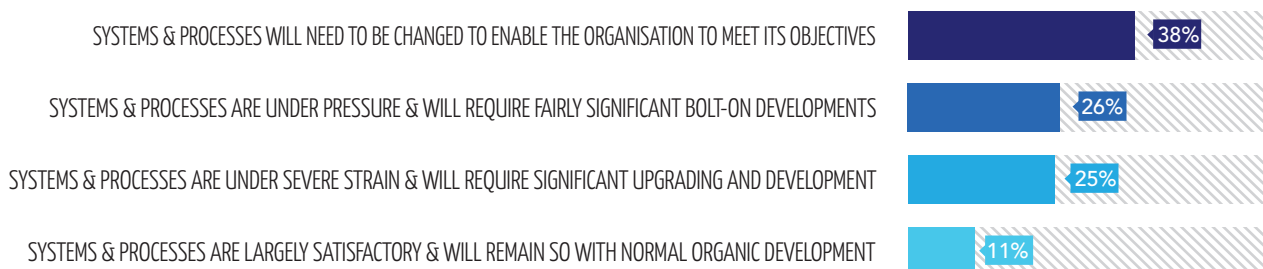 SYSTEMS & PROCESSES WILL NEED TO BE CHANGED TO ENABLE THE ORGANISATION TO MEET ITS OBJECTIVES 38%
SYSTEMS & PROCESSES ARE UNDER PRESSURE & WILL REQUIRE FAIRLY SIGNIFICANT BOLT-ON DEVELOPMENTS 26%
SYSTEMS & PROCESSES ARE UNDER SEVERE STRAIN & WILL REQUIRE SIGNIFICANT UPGRADING AND DEVELOPMENT 25%
SYSTEMS & PROCESSES ARE LARGELY SATISFACTORY & WILL REMAIN SO WITH NORMAL ORGANIC DEVELOPMENT 11%